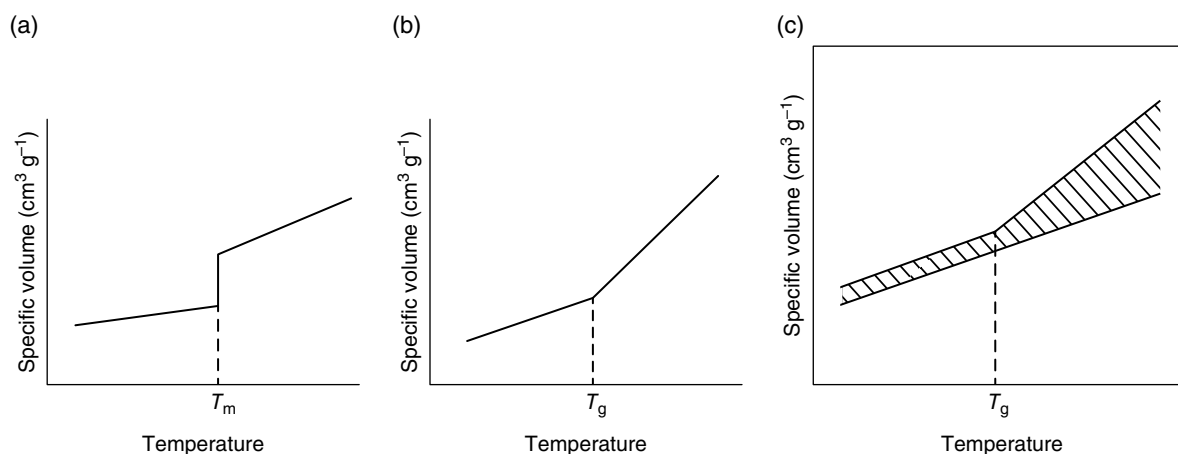 (a)
Specific volume (cm³ g⁻¹)
T_m
Temperature
(b)
Specific volume (cm³ g⁻¹)
T_g
Temperature
(c)
Specific volume (cm³ g⁻¹)
T_g
Temperature